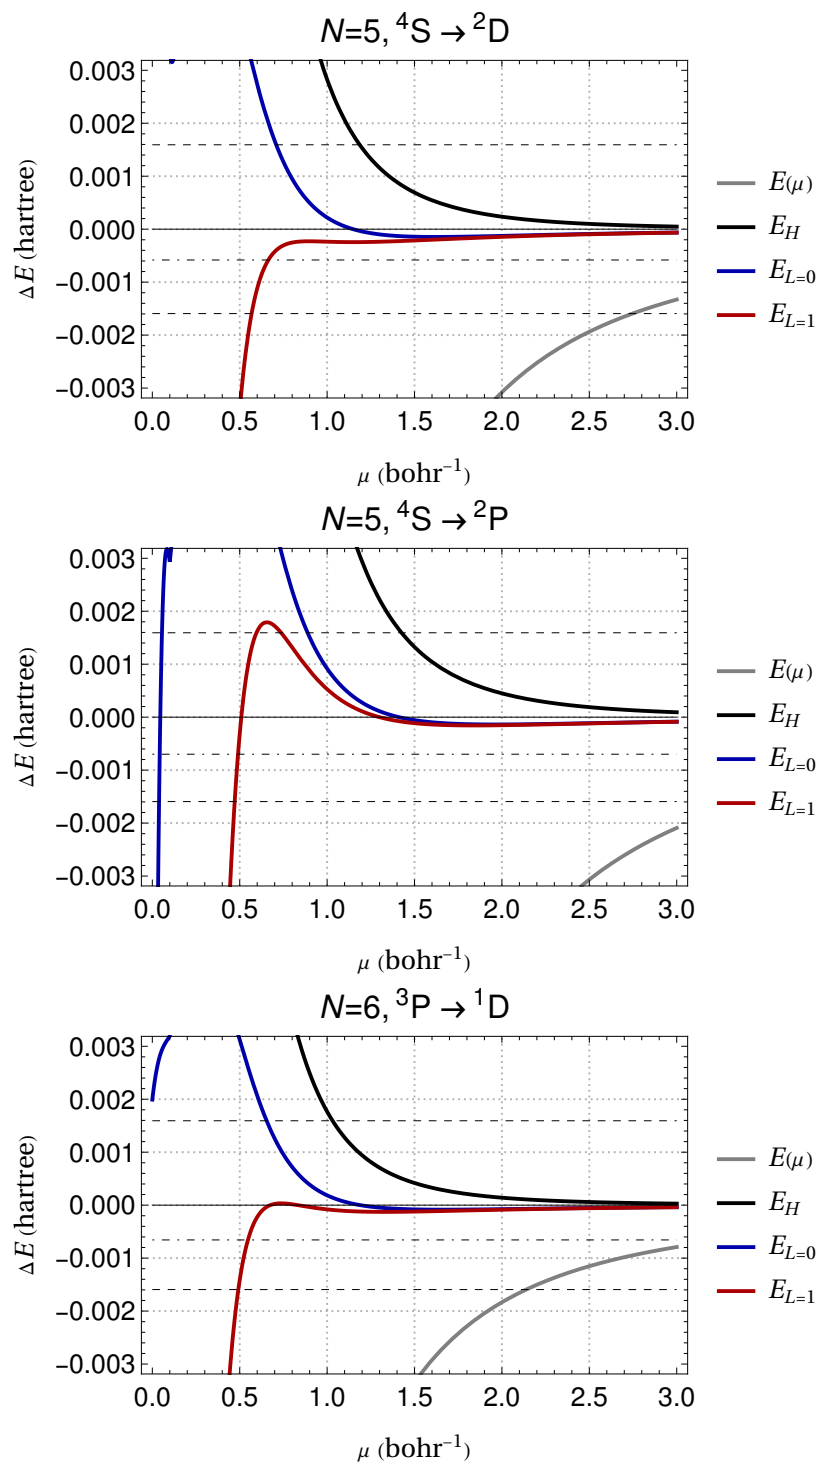 N=5, ⁴S → ²D
0.003
0.002
0.001
0.000
−0.001
−0.002
−0.003
ΔE (hartree)
0.0 0.5 1.0 1.5 2.0 2.5 3.0
μ (bohr⁻¹)
E(μ)
E_H
E_{L=0}
E_{L=1}
N=5, ⁴S → ²P
0.003
0.002
0.001
0.000
−0.001
−0.002
−0.003
ΔE (hartree)
0.0 0.5 1.0 1.5 2.0 2.5 3.0
μ (bohr⁻¹)
E(μ)
E_H
E_{L=0}
E_{L=1}
N=6, ³P → ¹D
0.003
0.002
0.001
0.000
−0.001
−0.002
−0.003
ΔE (hartree)
0.0 0.5 1.0 1.5 2.0 2.5 3.0
μ (bohr⁻¹)
E(μ)
E_H
E_{L=0}
E_{L=1}